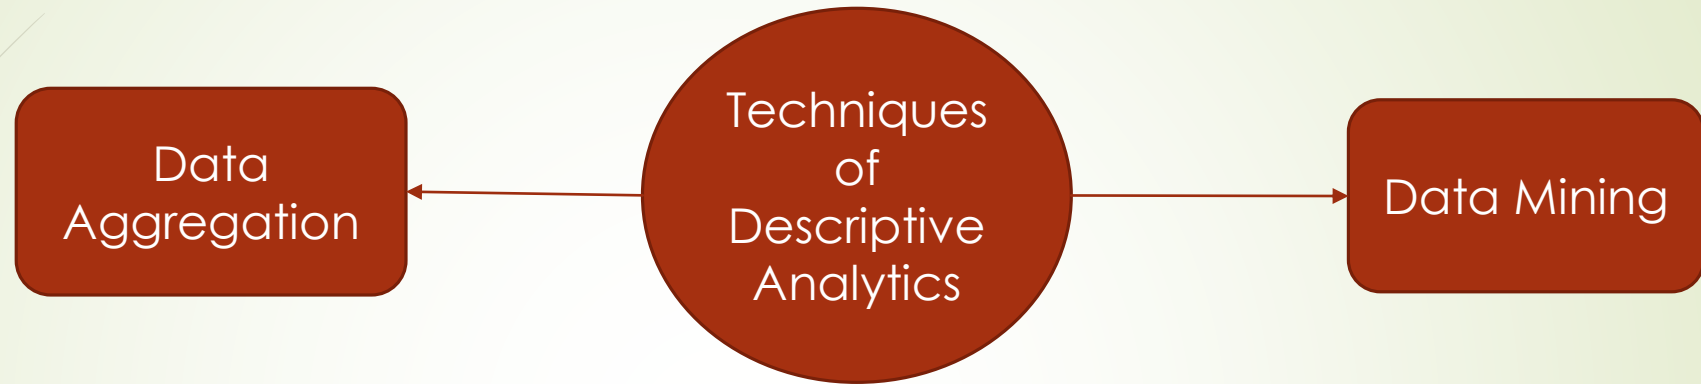 Data
Aggregation
Techniques
of
Descriptive
Analytics
Data Mining